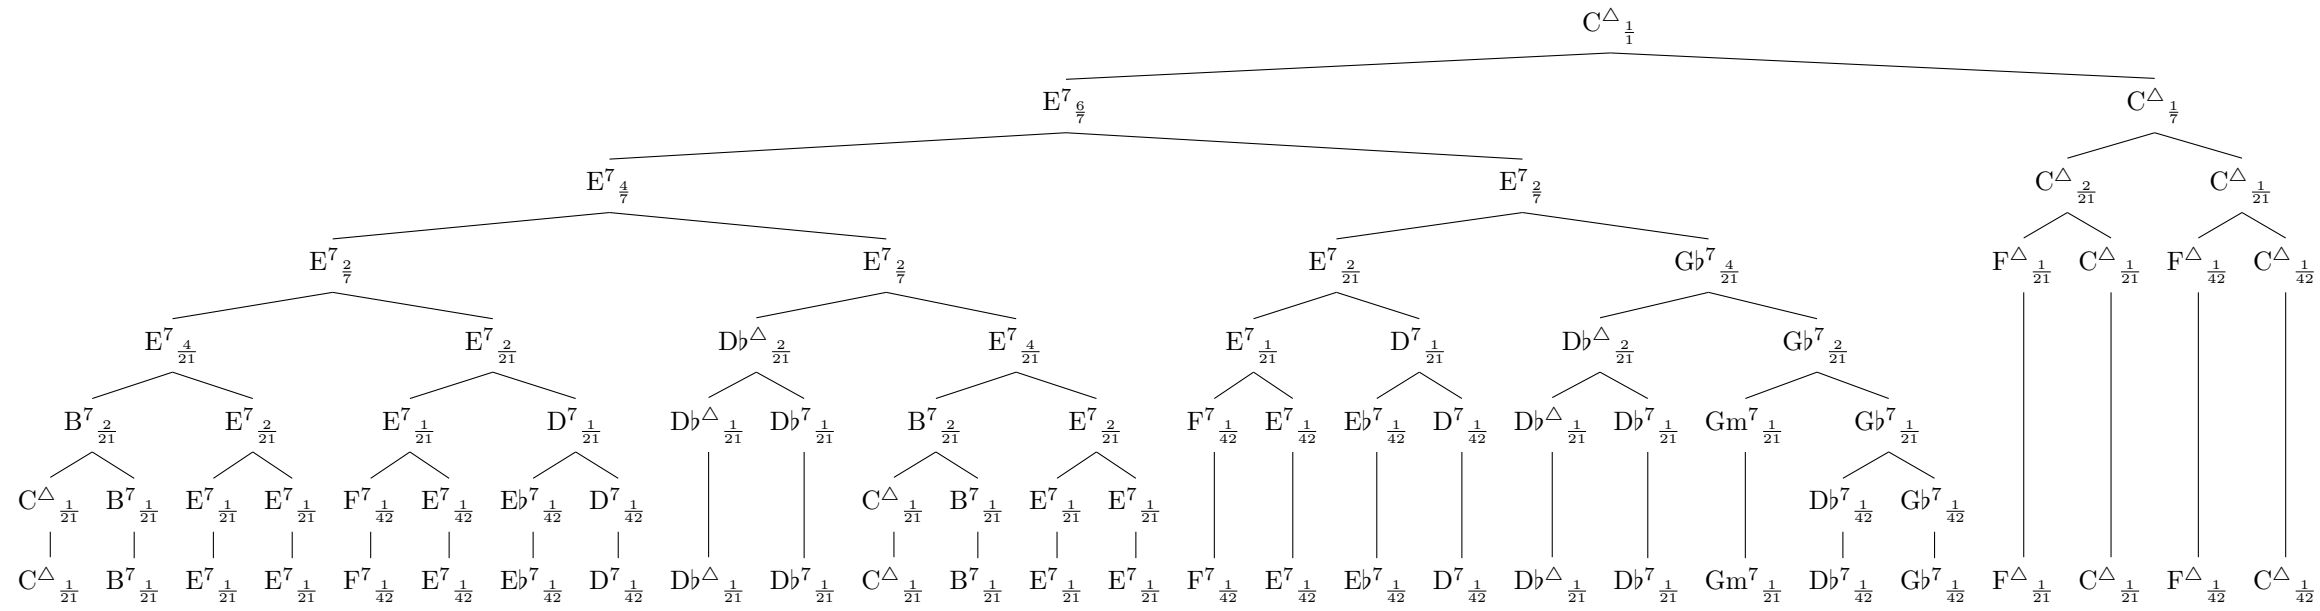 C△ 1/1
E7 6/7 C△ 1/7
E7 4/7 E7 2/7 C△ 2/21 C△ 1/21
E7 2/7 E7 2/7 E7 2/21 G♭7 4/21 F△ 1/21 C△ 1/21 F△ 1/42 C△ 1/42
E7 4/21 E7 2/21 D♭△ 2/21 E7 4/21 E7 1/21 D7 1/21 D♭△ 2/21 G♭7 2/21
B7 2/21 E7 2/21 E7 1/21 D7 1/21 D♭△ 1/21 D♭7 1/21 B7 2/21 E7 2/21 F7 1/42 E7 1/42 E♭7 1/42 D7 1/42 D♭△ 1/21 D♭7 1/21 Gm7 1/21 G♭7 1/21
C△ 1/21 B7 1/21 E7 1/21 E7 1/21 F7 1/42 E7 1/42 E♭7 1/42 D7 1/42 C△ 1/21 B7 1/21 E7 1/21 E7 1/21 D♭7 1/42 G♭7 1/42
C△ 1/21 B7 1/21 E7 1/21 E7 1/21 F7 1/42 E7 1/42 E♭7 1/42 D7 1/42 D♭△ 1/21 D♭7 1/21 C△ 1/21 B7 1/21 E7 1/21 E7 1/21 F7 1/42 E7 1/42 E♭7 1/42 D7 1/42 D♭△ 1/21 D♭7 1/21 Gm7 1/21 D♭7 1/42 G♭7 1/42 F△ 1/21 C△ 1/21 F△ 1/42 C△ 1/42